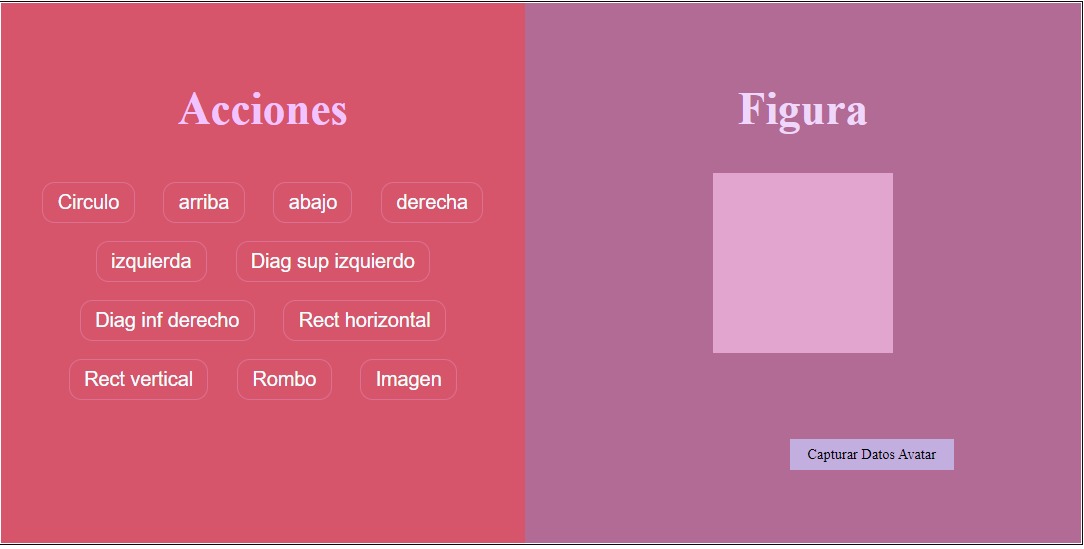 Acciones
Circulo arriba abajo derecha
izquierda Diag sup izquierdo
Diag inf derecho Rect horizontal
Rect vertical Rombo Imagen
Figura
Capturar Datos Avatar